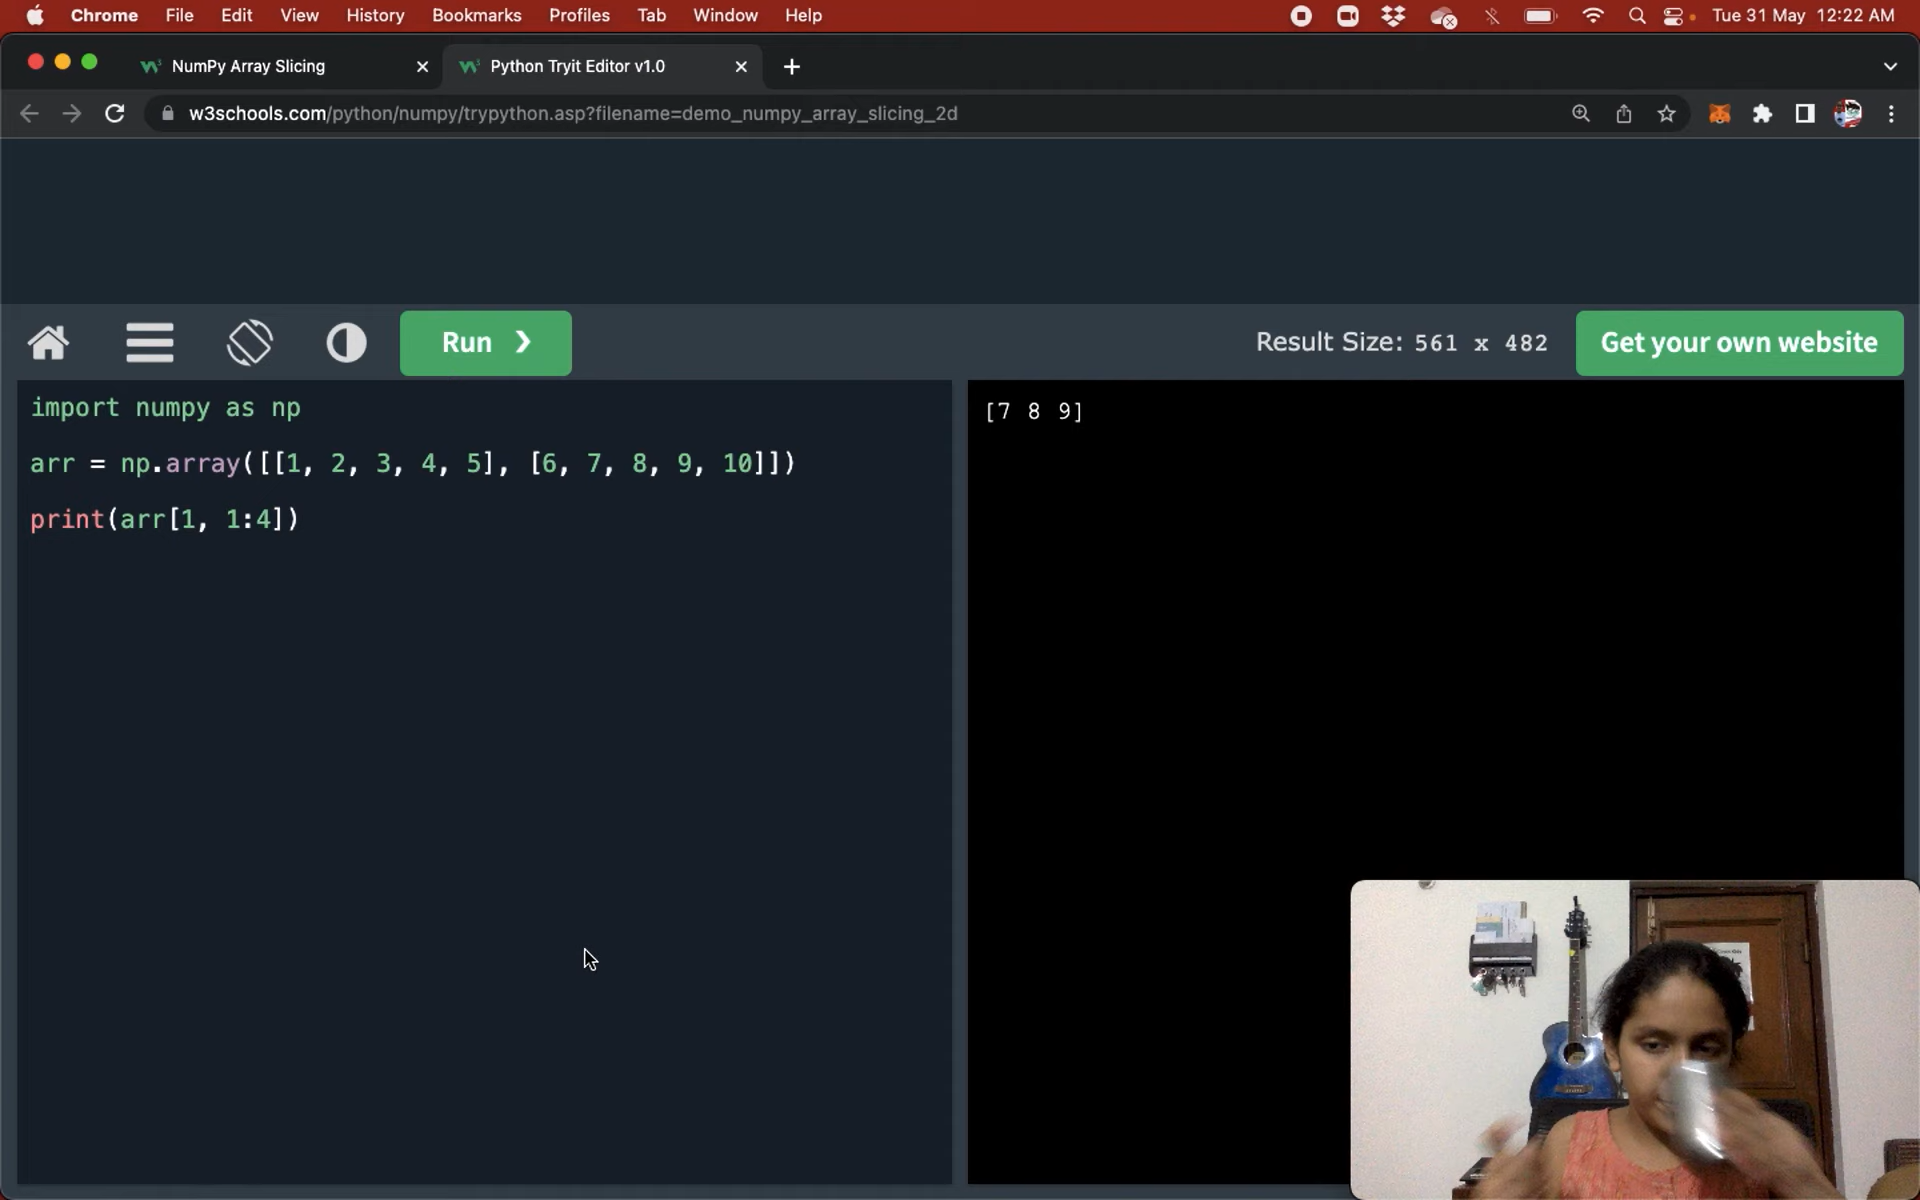 Chrome File Edit View History Bookmarks Profiles Tab Window Help Tue 31 May 12:22 AM
NumPy Array Slicing Python Tryit Editor v1.0
w3schools.com/python/numpy/trypython.asp?filename=demo_numpy_array_slicing_2d
Run ❯ Result Size: 561 x 482 Get your own website
import numpy as np
arr = np.array([[1, 2, 3, 4, 5], [6, 7, 8, 9, 10]])
print(arr[1, 1:4])
[7 8 9]